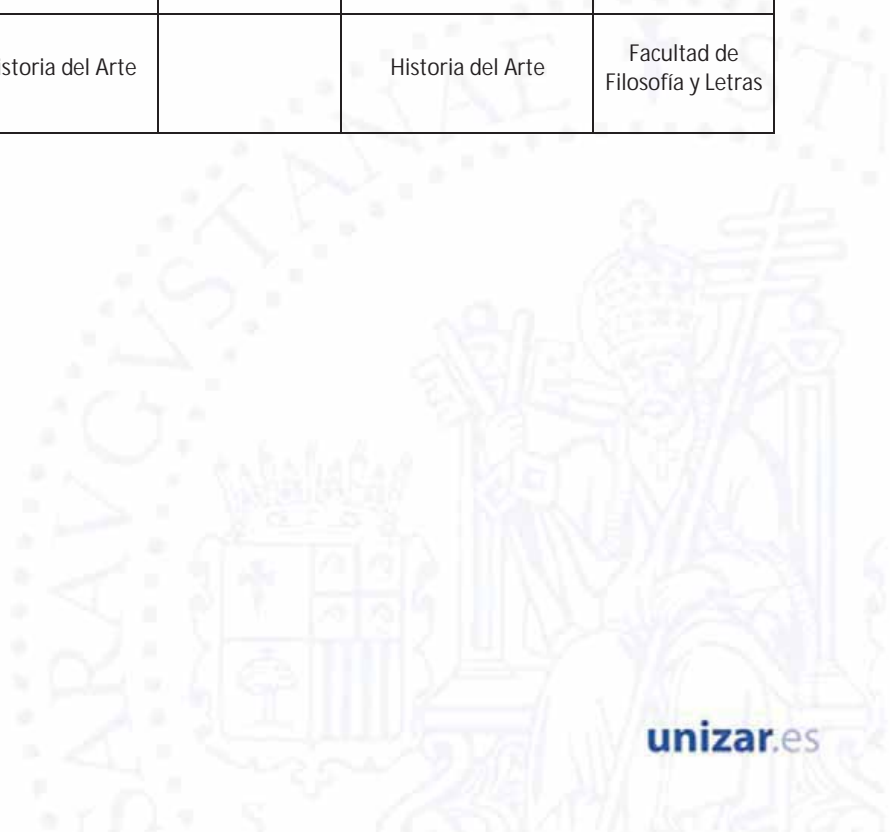 istoria del Arte
Historia del Arte
Facultad de
Filosofía y Letras
unizar.es